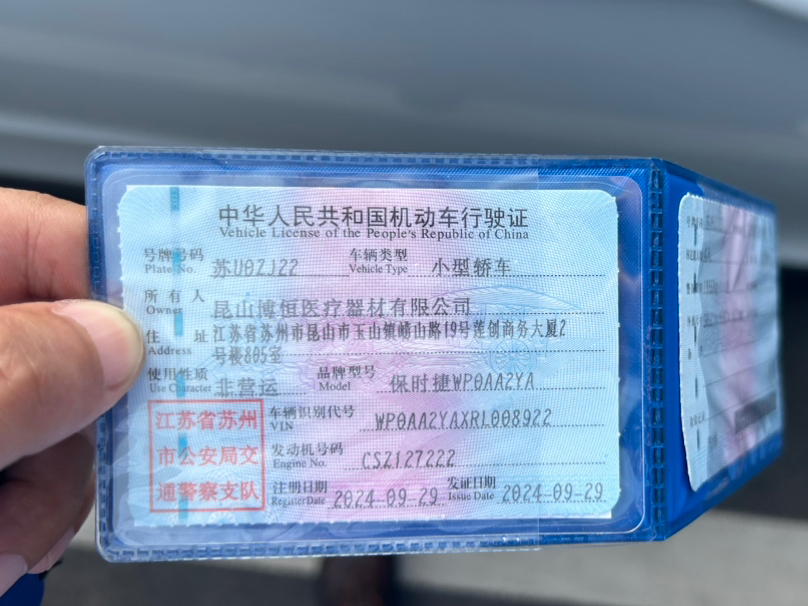 中华人民共和国机动车行驶证
Vehicle License of the People's Republic of China
号牌号码 苏U0ZJ22 车辆类型 小型轿车
Plate No. Vehicle Type
所有人 昆山博恒医疗器材有限公司
Owner
住址 江苏省苏州市昆山市玉山镇崂山路19号莲创商务大厦2
Address 号楼805室
使用性质 非营运 品牌型号 保时捷WP0AA2YA
Use Character Model
江苏省苏州 车辆识别代号 WP0AA2YAXRL008922
VIN
市公安局交 发动机号码 CSZ127222
Engine No.
通警察支队 注册日期 2024-09-29 发证日期 2024-09-29
Register Date Issue Date